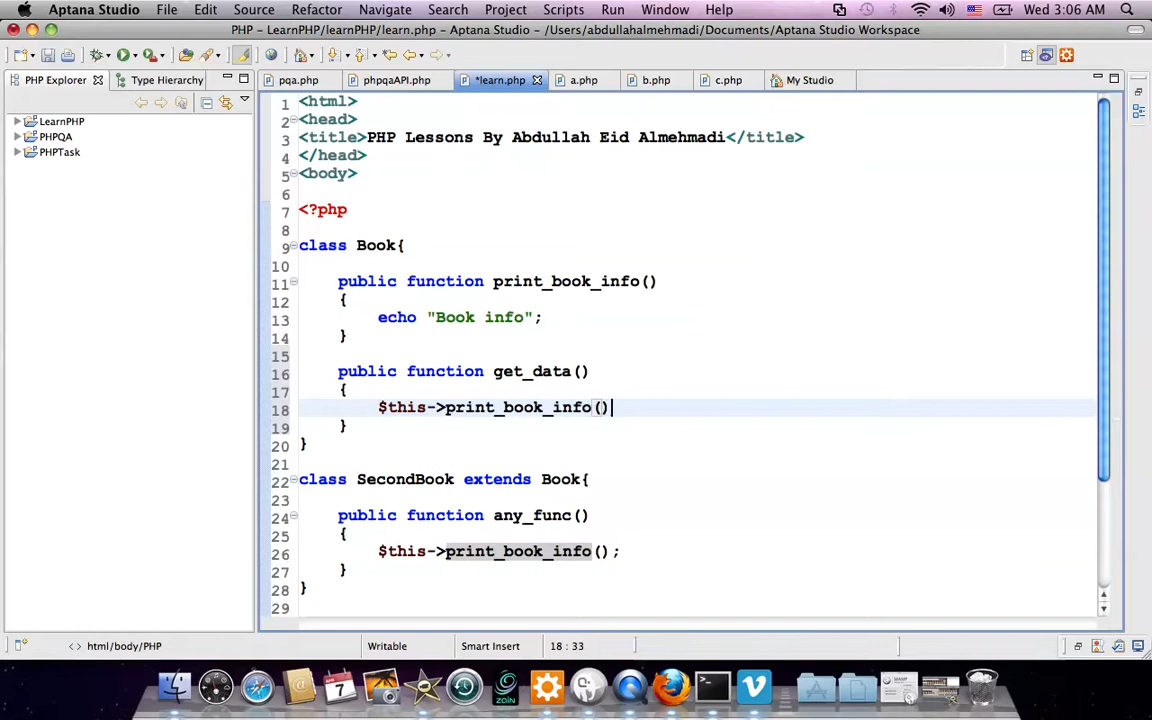 Aptana Studio File Edit Source Refactor Navigate Search Project Scripts Run Window Help Wed 3:06 AM
PHP - LearnPHP/learnPHP/learn.php - Aptana Studio - /Users/abdullahalmehmadi/Documents/Aptana Studio Workspace
PHP Explorer Type Hierarchy pqa.php phpqaAPI.php *learn.php a.php b.php c.php My Studio
LearnPHP
PHPQA
PHPTask
1 <html>
2 <head>
3 <title>PHP Lessons By Abdullah Eid Almehmadi</title>
4 </head>
5 <body>
6
7 <?php
8
9 class Book{
10
11 public function print_book_info()
12 {
13 echo "Book info";
14 }
15
16 public function get_data()
17 {
18 $this->print_book_info()
19 }
20 }
21
22 class SecondBook extends Book{
23
24 public function any_func()
25 {
26 $this->print_book_info();
27 }
28 }
29
<> html/body/PHP Writable Smart Insert 18 : 33